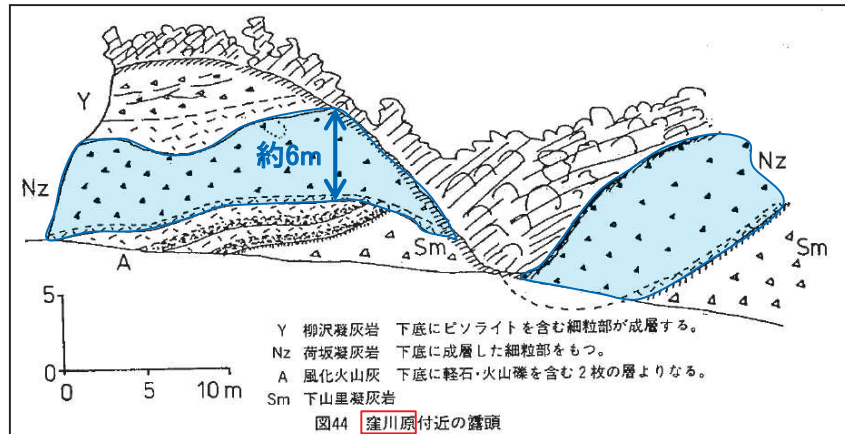 Y
約6m
Nz
Nz
Sm
Sm
A
5
0
0 5 10 m
Y 柳沢凝灰岩 下底にピソライトを含む細粒部が成層する。
Nz 荷坂凝灰岩 下底に成層した細粒部をもつ。
A 風化火山灰 下底に軽石・火山礫を含む2枚の層よりなる。
Sm 下山里凝灰岩
図44 窪川原付近の露頭